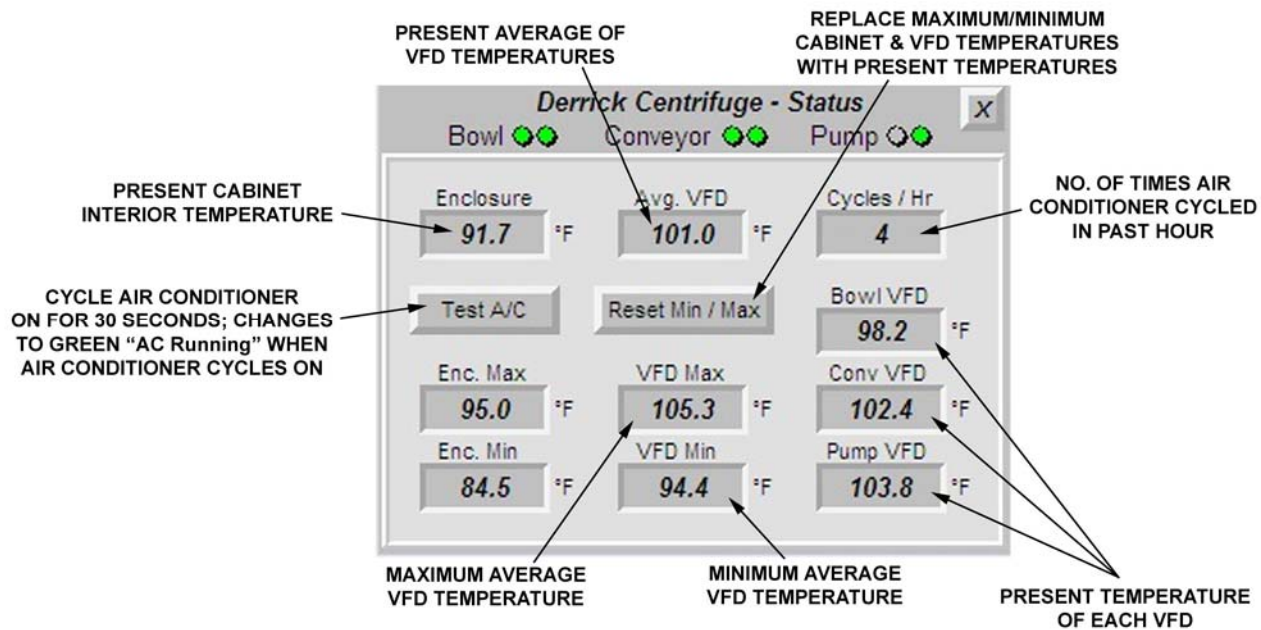 PRESENT AVERAGE OF
VFD TEMPERATURES
REPLACE MAXIMUM/MINIMUM
CABINET & VFD TEMPERATURES
WITH PRESENT TEMPERATURES
Derrick Centrifuge - Status
X
Bowl
Conveyor
Pump
PRESENT CABINET
INTERIOR TEMPERATURE
Enclosure
91.7 °F
Avg. VFD
101.0 °F
Cycles / Hr
4
NO. OF TIMES AIR
CONDITIONER CYCLED
IN PAST HOUR
CYCLE AIR CONDITIONER
ON FOR 30 SECONDS; CHANGES
TO GREEN “AC Running” WHEN
AIR CONDITIONER CYCLES ON
Test A/C
Reset Min / Max
Bowl VFD
98.2 °F
Enc. Max
95.0 °F
VFD Max
105.3 °F
Conv VFD
102.4 °F
Enc. Min
84.5 °F
VFD Min
94.4 °F
Pump VFD
103.8 °F
MAXIMUM AVERAGE
VFD TEMPERATURE
MINIMUM AVERAGE
VFD TEMPERATURE
PRESENT TEMPERATURE
OF EACH VFD